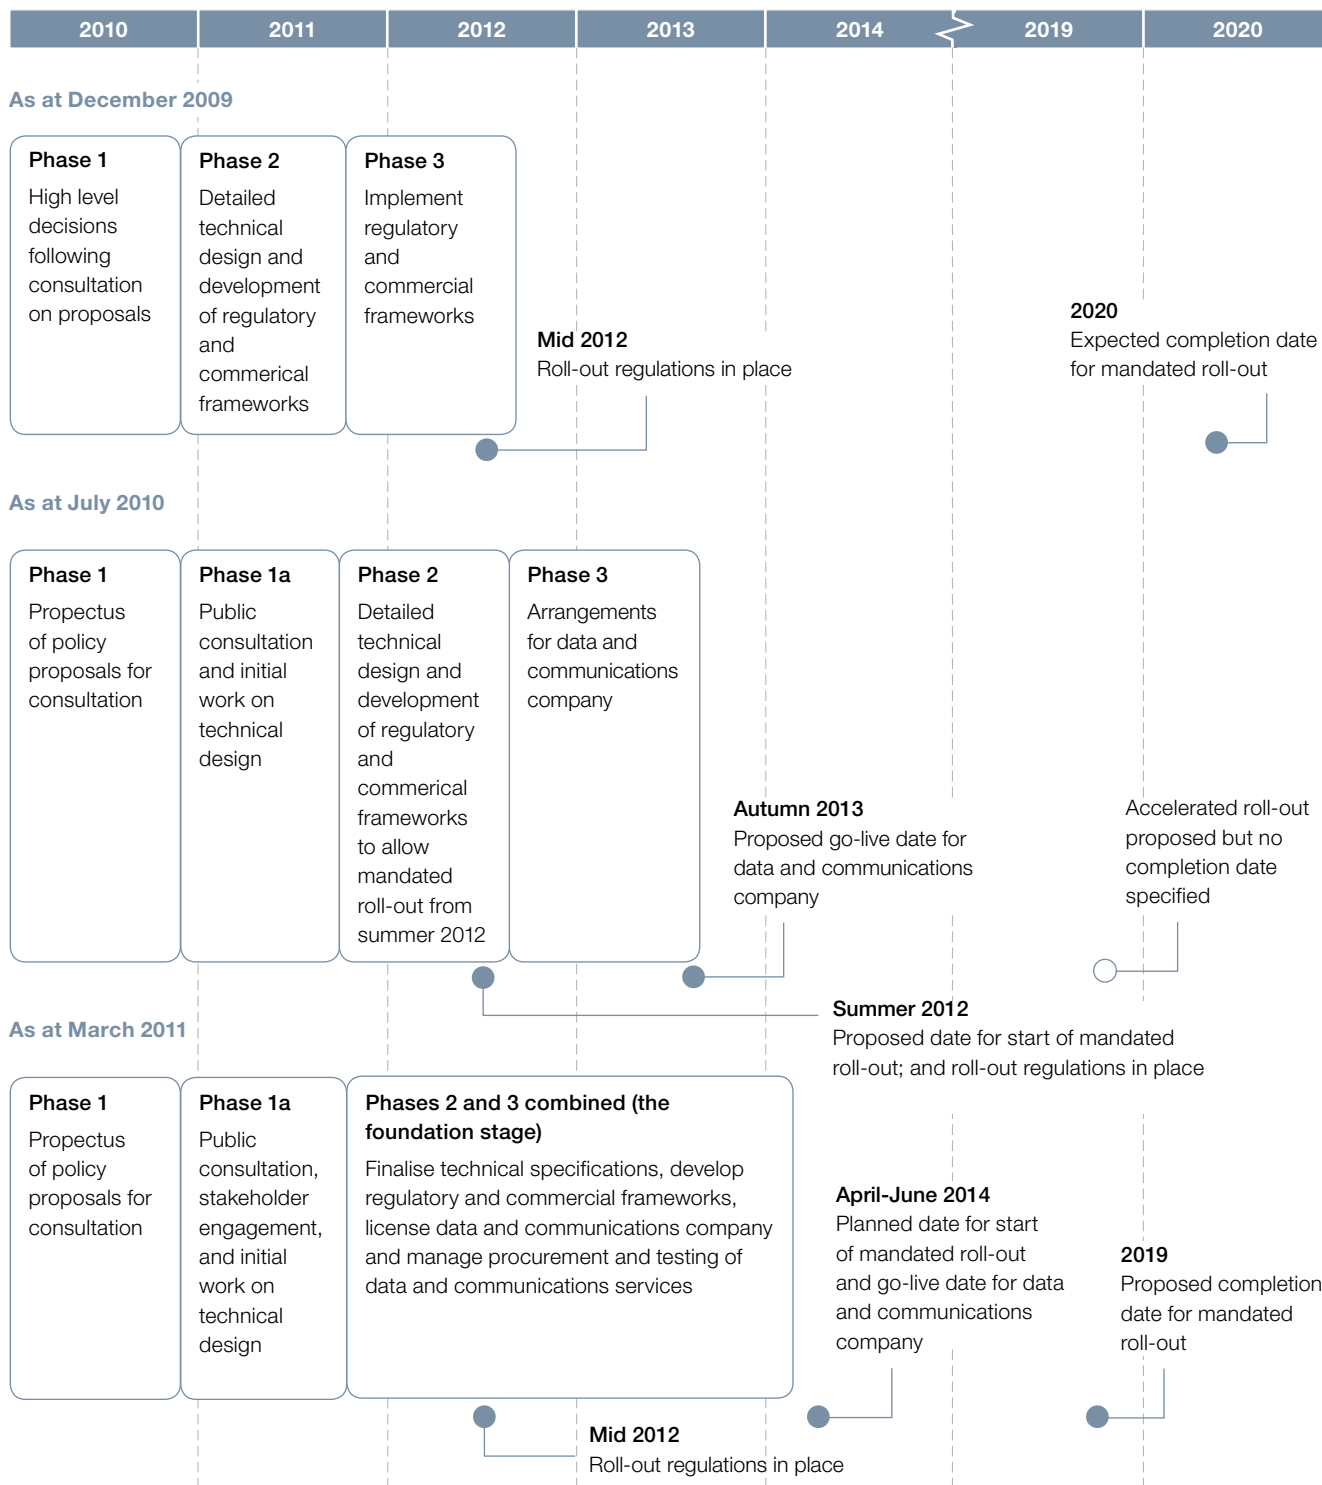 2010 2011 2012 2013 2014 2019 2020
As at December 2009
Phase 1
High level
decisions
following
consultation
on proposals
Phase 2
Detailed
technical
design and
development
of regulatory
and
commerical
frameworks
Phase 3
Implement
regulatory
and
commercial
frameworks
Mid 2012
Roll-out regulations in place
2020
Expected completion date
for mandated roll-out
As at July 2010
Phase 1
Propectus
of policy
proposals for
consultation
Phase 1a
Public
consultation
and initial
work on
technical
design
Phase 2
Detailed
technical
design and
development
of regulatory
and
commerical
frameworks
to allow
mandated
roll-out from
summer 2012
Phase 3
Arrangements
for data and
communications
company
Autumn 2013
Proposed go-live date for
data and communications
company
Accelerated roll-out
proposed but no
completion date
specified
Summer 2012
Proposed date for start of mandated
roll-out; and roll-out regulations in place
As at March 2011
Phase 1
Propectus
of policy
proposals for
consultation
Phase 1a
Public
consultation,
stakeholder
engagement,
and initial
work on
technical
design
Phases 2 and 3 combined (the
foundation stage)
Finalise technical specifications, develop
regulatory and commercial frameworks,
license data and communications company
and manage procurement and testing of
data and communications services
April-June 2014
Planned date for start
of mandated roll-out
and go-live date for data
and communications
company
2019
Proposed completion
date for mandated
roll-out
Mid 2012
Roll-out regulations in place